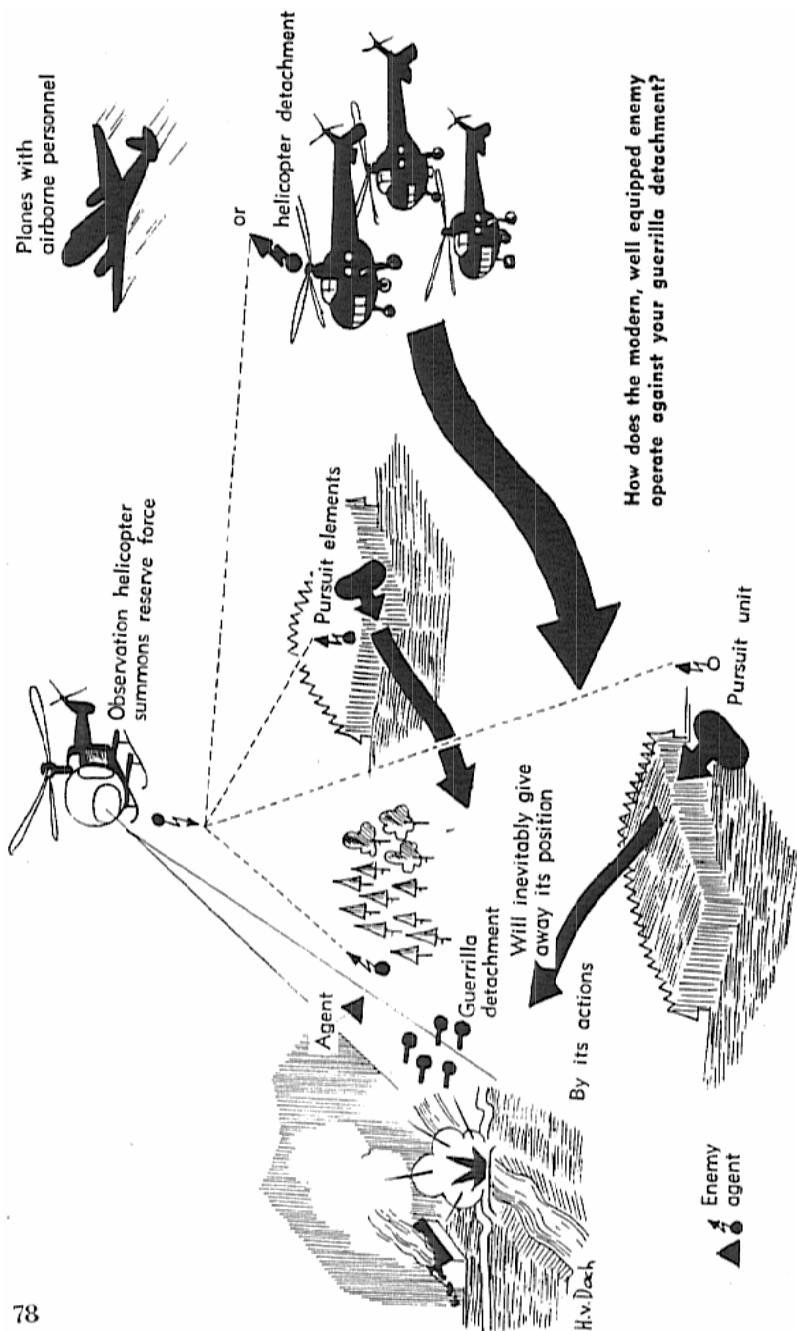 78
Planes with
airborne personnel
or
helicopter detachment
Observation helicopter
summons reserve force
Pursuit elements
Agent
Guerrilla
detachment
Will inevitably give
away its position
By its actions
Pursuit unit
How does the modern, well equipped enemy
operate against your guerrilla detachment?
Enemy
agent
H.v.Dach